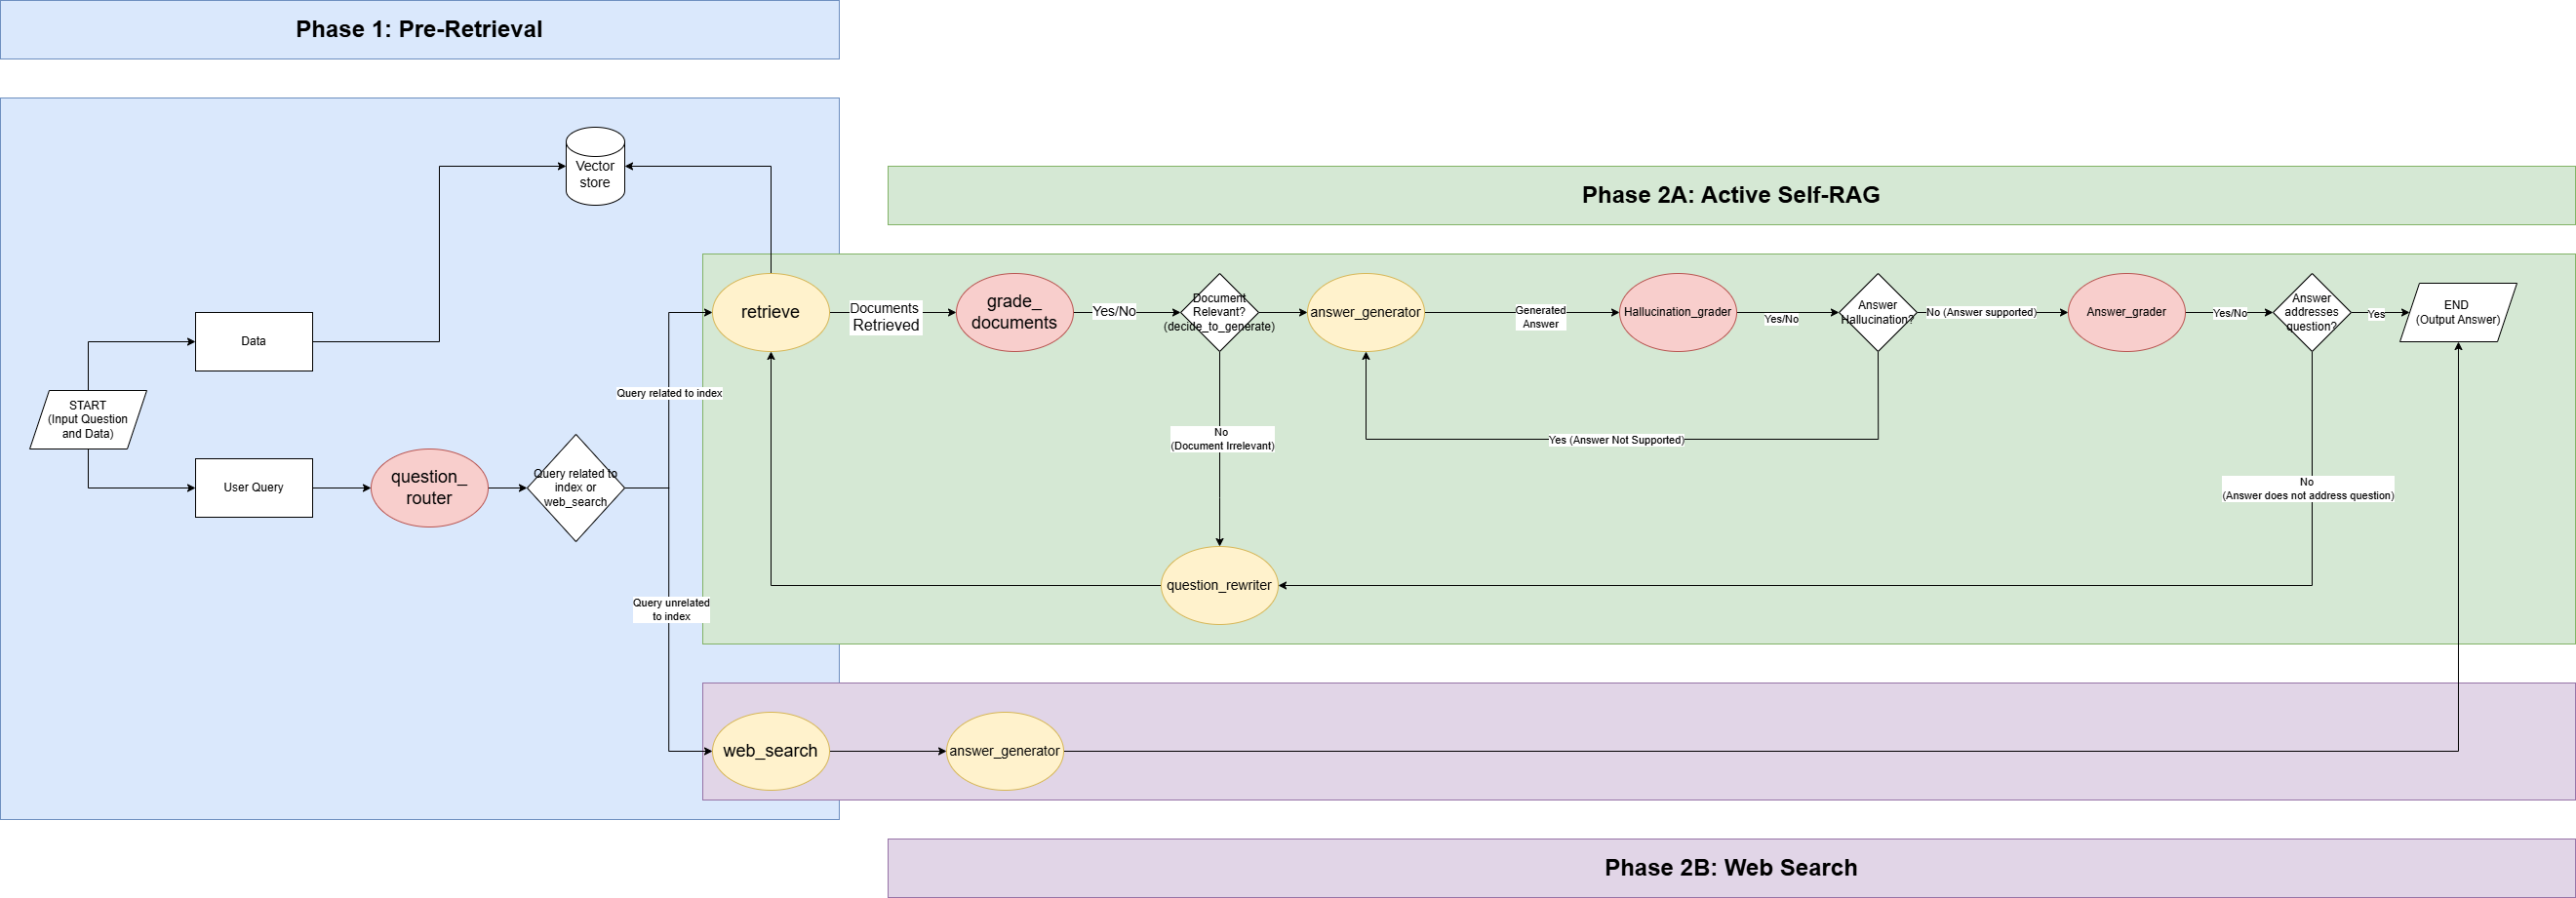 Phase 1: Pre-Retrieval
Vector
store
Phase 2A: Active Self-RAG
Data
START
(Input Question
and Data)
User Query
question_
router
Query related to
index or
web_search
Query related to index
Query unrelated
to index
retrieve
Documents
Retrieved
grade_
documents
Yes/No
Document
Relevant?
(decide_to_generate)
answer_generator
Generated
Answer
Hallucination_grader
Yes/No
Answer
Hallucination?
No (Answer supported)
Answer_grader
Yes/No
Answer
addresses
question?
Yes
END
(Output Answer)
No
(Document Irrelevant)
Yes (Answer Not Supported)
No
(Answer does not address question)
question_rewriter
web_search
answer_generator
Phase 2B: Web Search